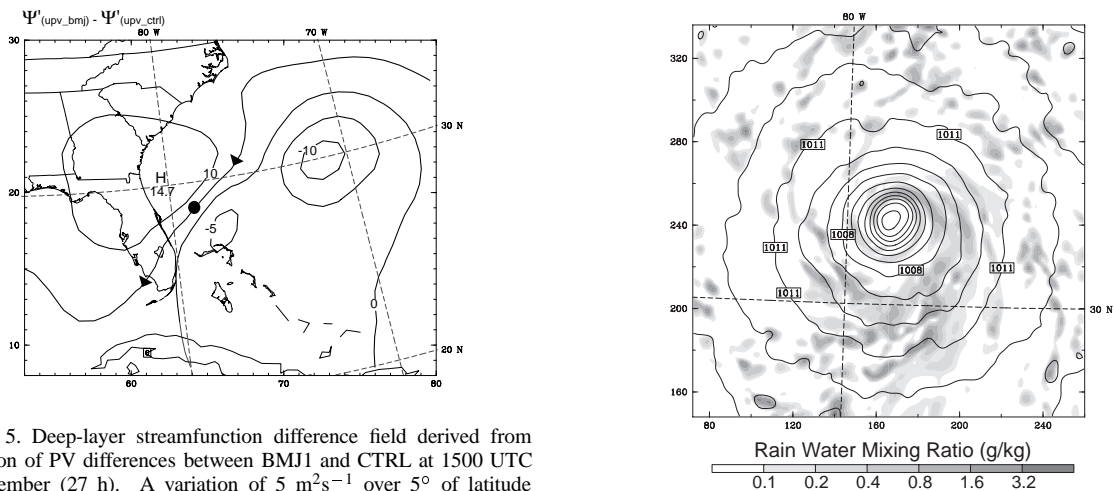 Ψ'(upv_bmj) - Ψ'(upv_ctrl)
80 W
70 W
30
30 N
20
10
20 N
60
70
80
-10
H
14.7
10
-5
0
5. Deep-layer streamfunction difference field derived from
on of PV differences between BMJ1 and CTRL at 1500 UTC
ember (27 h). A variation of 5 m²s⁻¹ over 5° of latitude
80 W
320
280
240
200
160
30 N
80
120
160
200
240
1011
1011
1008
1011
1008
1011
1011
Rain Water Mixing Ratio (g/kg)
0.1 0.2 0.4 0.8 1.6 3.2